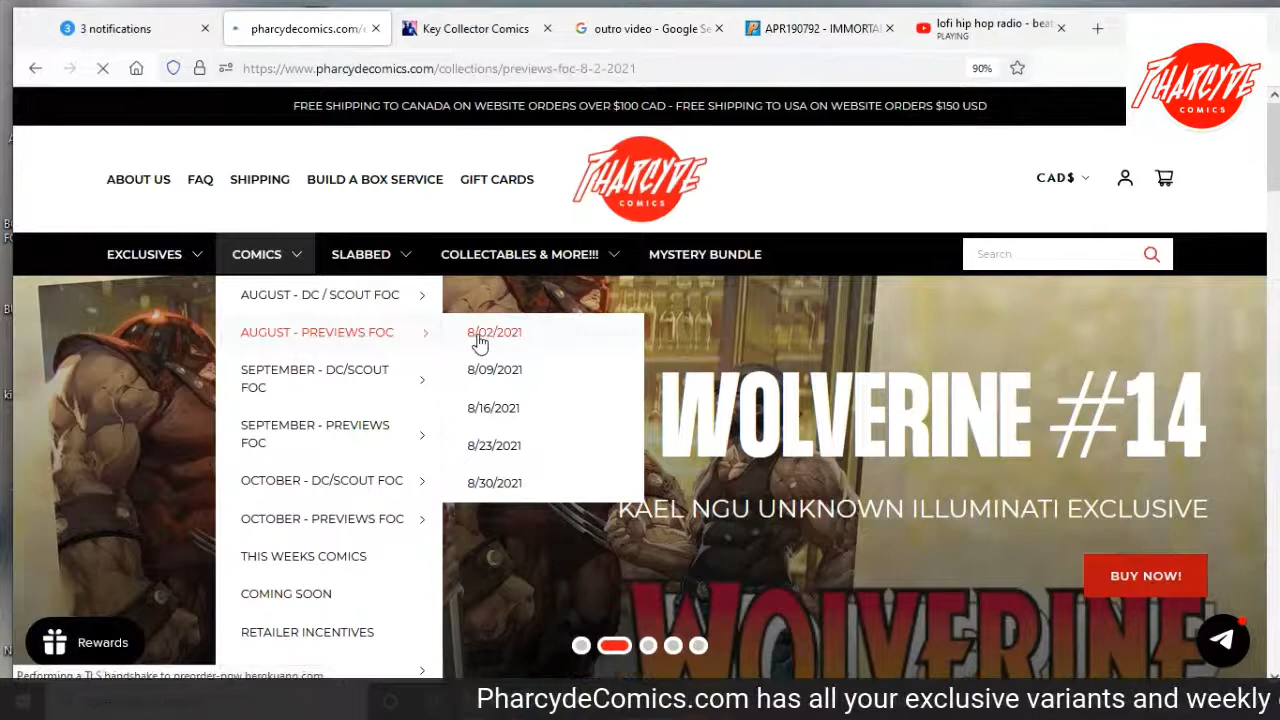 3 notifications
pharcydecomics.com/
Key Collector Comics
outro video - Google Se
APR190792 - IMMORTAL
lofi hip hop radio - beat
PLAYING
https://www.pharcydecomics.com/collections/previews-foc-8-2-2021
90%
PHARCYDE
COMICS
FREE SHIPPING TO CANADA ON WEBSITE ORDERS OVER $100 CAD - FREE SHIPPING TO USA ON WEBSITE ORDERS $150 USD
ABOUT US FAQ SHIPPING BUILD A BOX SERVICE GIFT CARDS
PHARCYDE
COMICS
CAD$
EXCLUSIVES COMICS SLABBED COLLECTABLES & MORE!!! MYSTERY BUNDLE
Search
AUGUST - DC / SCOUT FOC
AUGUST - PREVIEWS FOC
SEPTEMBER - DC/SCOUT
FOC
SEPTEMBER - PREVIEWS
FOC
OCTOBER - DC/SCOUT FOC
OCTOBER - PREVIEWS FOC
THIS WEEKS COMICS
COMING SOON
RETAILER INCENTIVES
8/02/2021
8/09/2021
8/16/2021
8/23/2021
8/30/2021
WOLVERINE #14
KAEL NGU UNKNOWN ILLUMINATI EXCLUSIVE
BUY NOW!
WOLVERINE
Rewards
Performing a TLS handshake to preorder-now.herokuapp.com
PharcydeComics.com has all your exclusive variants and weekly